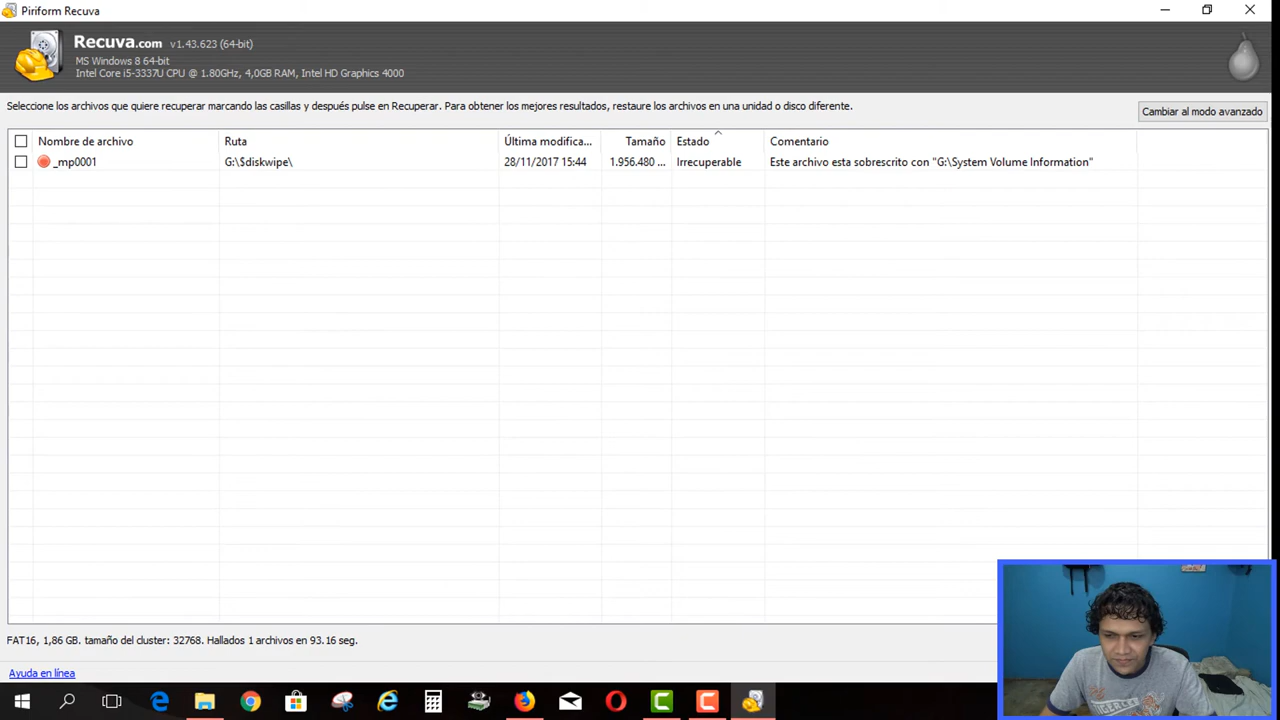 Piriform Recuva
Recuva.com v1.43.623 (64-bit)
MS Windows 8 64-bit
Intel Core i5-3337U CPU @ 1.80GHz, 4,0GB RAM, Intel HD Graphics 4000
Seleccione los archivos que quiere recuperar marcando las casillas y después pulse en Recuperar. Para obtener los mejores resultados, restaure los archivos en una unidad o disco diferente.
Cambiar al modo avanzado
Nombre de archivo Ruta Última modifica... Tamaño Estado Comentario
_mp0001 G:\$diskwipe\ 28/11/2017 15:44 1.956.480 ... Irrecuperable Este archivo esta sobrescrito con "G:\System Volume Information"
FAT16, 1,86 GB. tamaño del cluster: 32768. Hallados 1 archivos en 93.16 seg.
Ayuda en línea